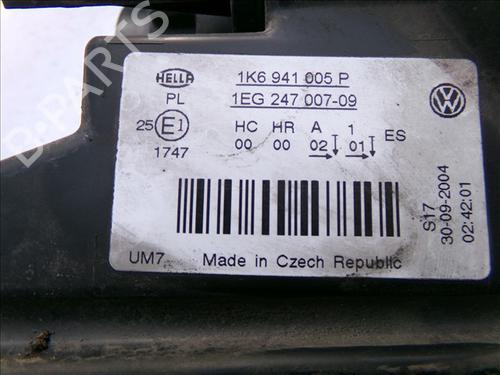 HELLA 1K6 941 005 P
PL 1EG 247 007-09
25 E1 HC HR A 1 ES
00 00 02 01
1747
UM7 Made in Czech Republic
S17
30-09-2004
02:42:01
B-PARTS